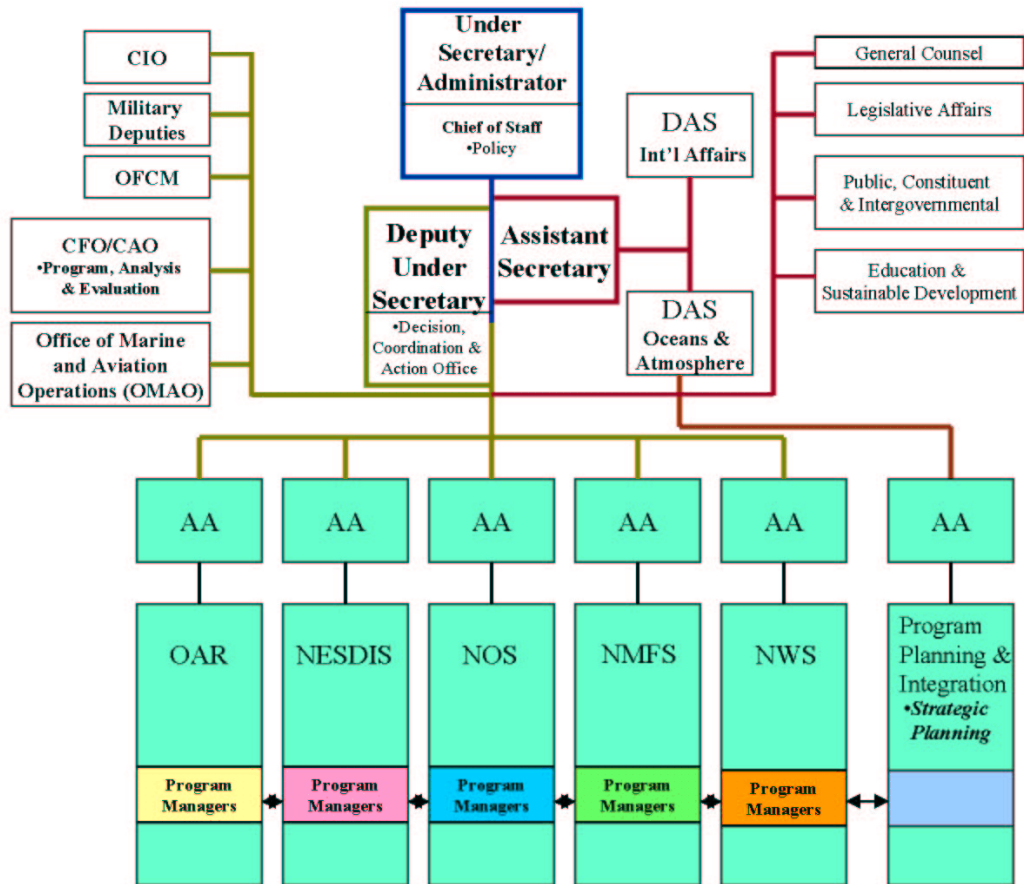 Under
Secretary/
Administrator
Chief of Staff
•Policy
CIO
Military
Deputies
OFCM
CFO/CAO
•Program, Analysis
& Evaluation
Office of Marine
and Aviation
Operations (OMAO)
Deputy
Under
Secretary
•Decision,
Coordination &
Action Office
Assistant
Secretary
DAS
Int'l Affairs
DAS
Oceans &
Atmosphere
General Counsel
Legislative Affairs
Public, Constituent
& Intergovernmental
Education &
Sustainable Development
AA
AA
AA
AA
AA
AA
OAR
NESDIS
NOS
NMFS
NWS
Program
Planning &
Integration
•Strategic
Planning
Program
Managers
Program
Managers
Program
Managers
Program
Managers
Program
Managers